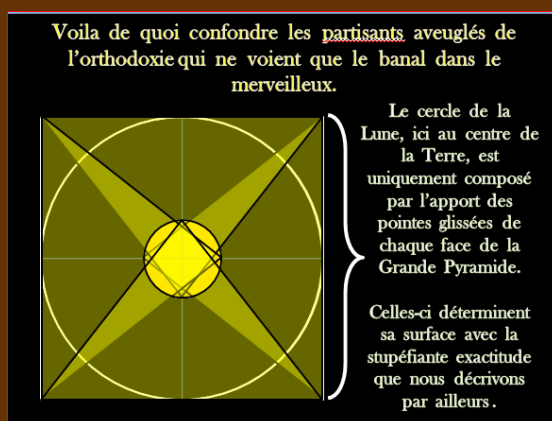 Voila de quoi confondre les partisants aveuglés de
l'orthodoxie qui ne voient que le banal dans le
merveilleux.
Le cercle de la
Lune, ici au centre de
la Terre, est
uniquement composé
par l'apport des
pointes glissées de
chaque face de la
Grande Pyramide.
Celles-ci déterminent
sa surface avec la
stupéfiante exactitude
que nous décrivons
par ailleurs.